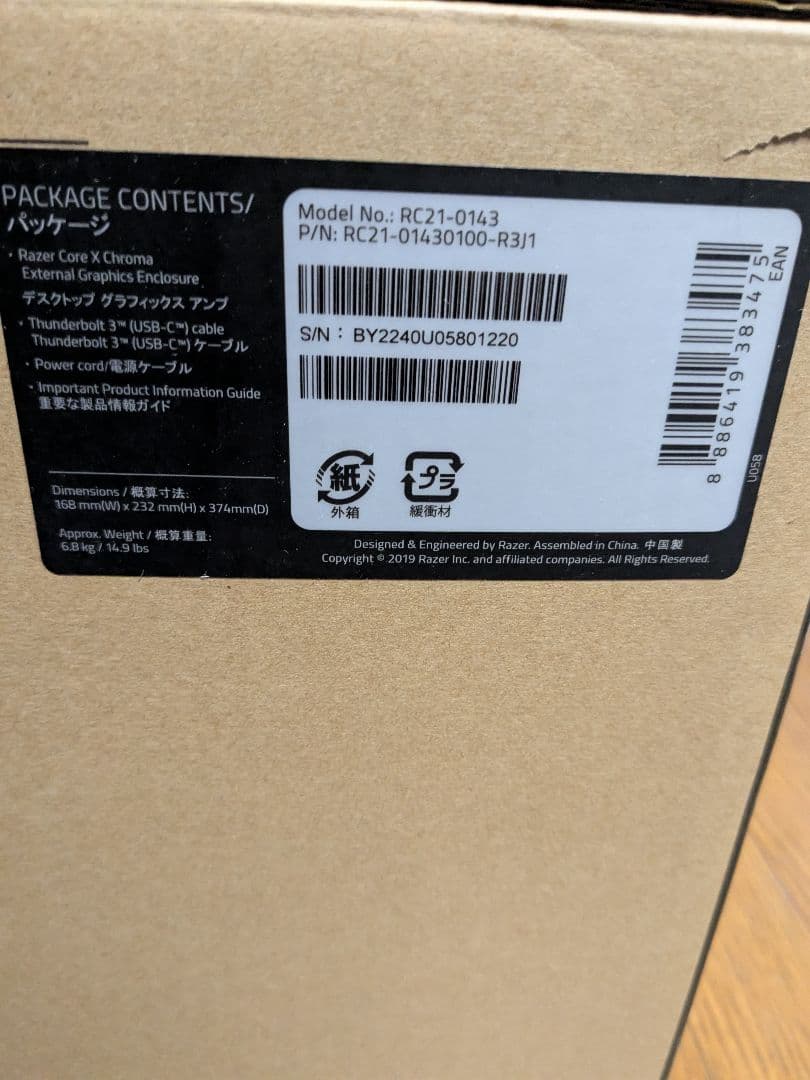 PACKAGE CONTENTS/
パッケージ
· Razer Core X Chroma
External Graphics Enclosure
デスクトップ グラフィックス アンプ
· Thunderbolt 3™ (USB-C™) cable
Thunderbolt 3™ (USB-C™) ケーブル
· Power cord/電源ケーブル
· Important Product Information Guide
重要な製品情報ガイド
Dimensions / 概算寸法:
168 mm(W) x 232 mm(H) x 374mm(D)
Approx. Weight / 概算重量:
6.8 kg / 14.9 lbs
Model No.: RC21-0143
P/N: RC21-01430100-R3J1
S/N : BY2240U05801220
紙
外箱
プラ
緩衝材
8 886419 383475
EAN
U058
Designed & Engineered by Razer. Assembled in China. 中国製
Copyright © 2019 Razer Inc. and affiliated companies. All Rights Reserved.